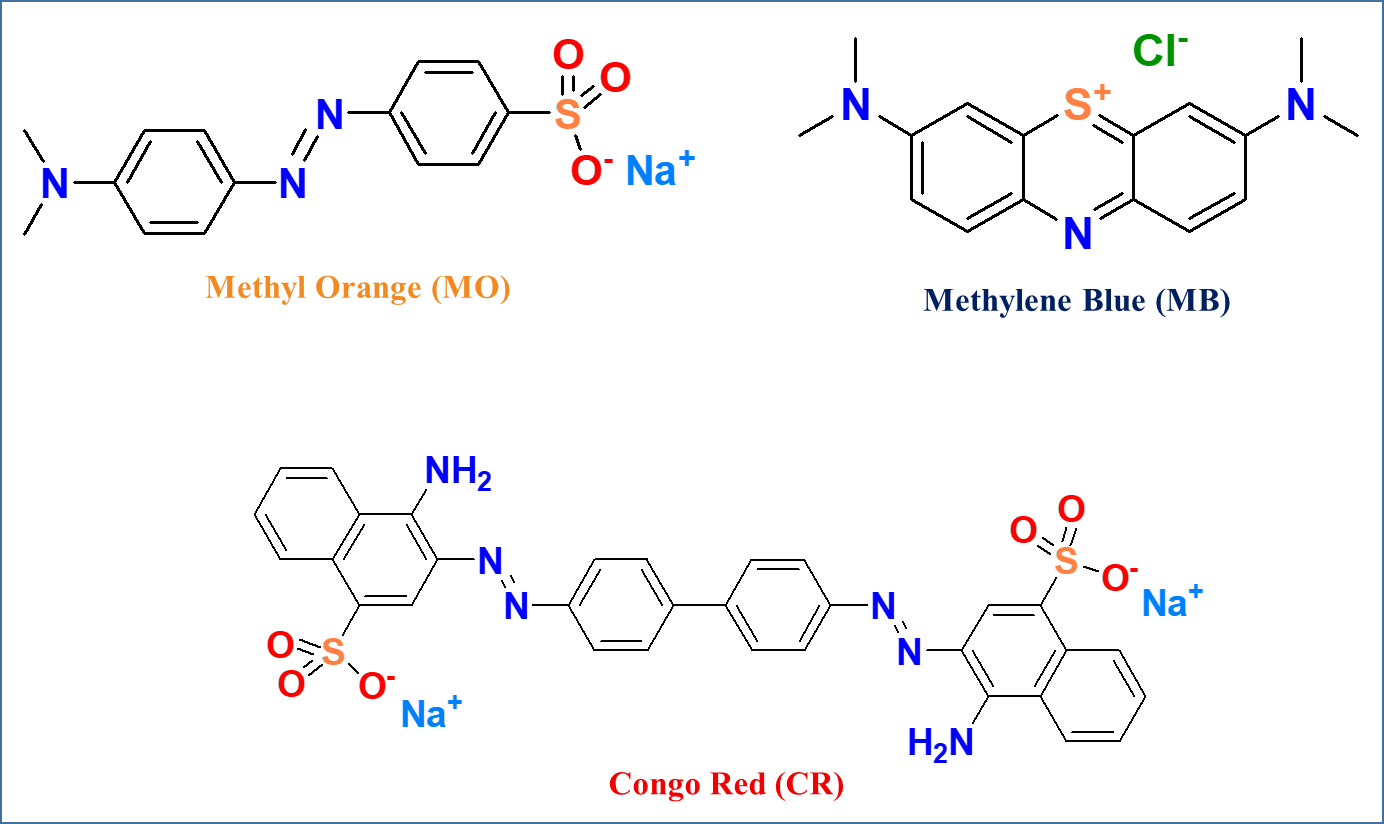 O
O
N
S
N
N
O-
Na+
Methyl Orange (MO)
Cl-
N
S+
N
N
Methylene Blue (MB)
NH2
N
N
O
S
O
O-
Na+
N
N
O
O
S
O-
Na+
H2N
Congo Red (CR)